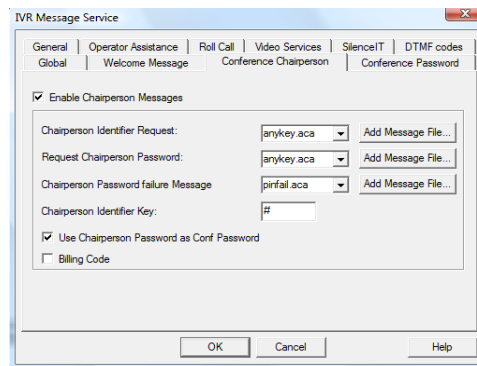 IVR Message Service
General Operator Assistance Roll Call Video Services SilenceIT DTMF codes
Global Welcome Message Conference Chairperson Conference Password
Enable Chairperson Messages
Chairperson Identifier Request: anykey.aca Add Message File...
Request Chairperson Password: anykey.aca Add Message File...
Chairperson Password failure Message pinfail.aca Add Message File...
Chairperson Identifier Key: #
Use Chairperson Password as Conf Password
Billing Code
OK Cancel Help